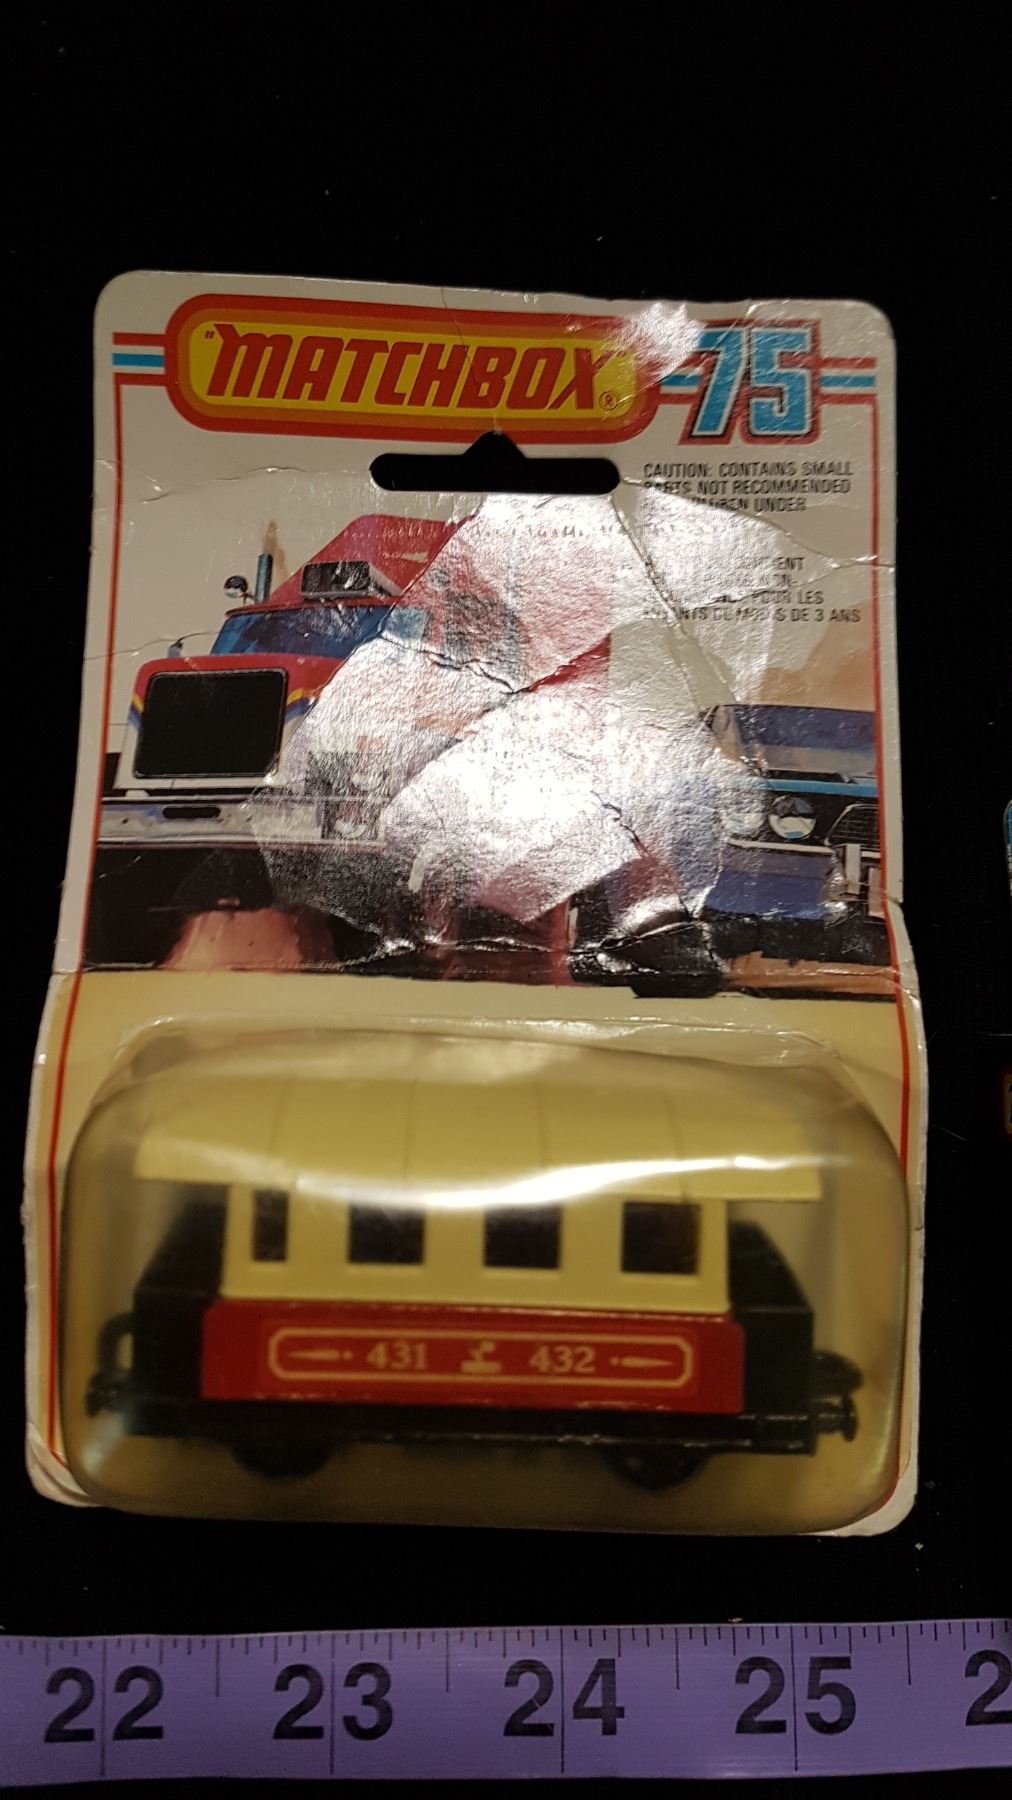 "MATCHBOX"® 75
CAUTION: CONTAINS SMALL
PARTS NOT RECOMMENDED
UNDER
POUR LES
DE 3 ANS
431 432
22 23 24 25 2